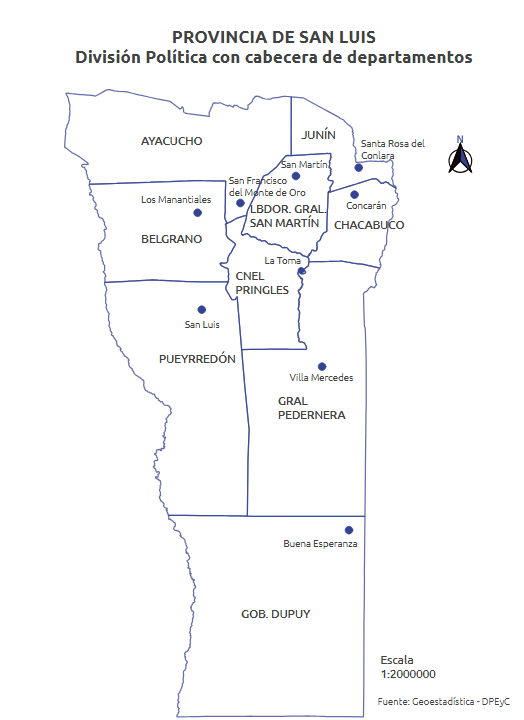 PROVINCIA DE SAN LUIS
División Política con cabecera de departamentos
JUNÍN
AYACUCHO
Santa Rosa del
Conlara
N
San Martín
San Francisco
del Monte de Oro
Los Manantiales
Concarán
LBDOR. GRAL.
SAN MARTÍN
CHACABUCO
BELGRANO
La Toma
CNEL
PRINGLES
San Luis
PUEYRREDÓN
Villa Mercedes
GRAL
PEDERNERA
Buena Esperanza
GOB. DUPUY
Escala
1:2000000
Fuente: Geoestadística - DPEyC